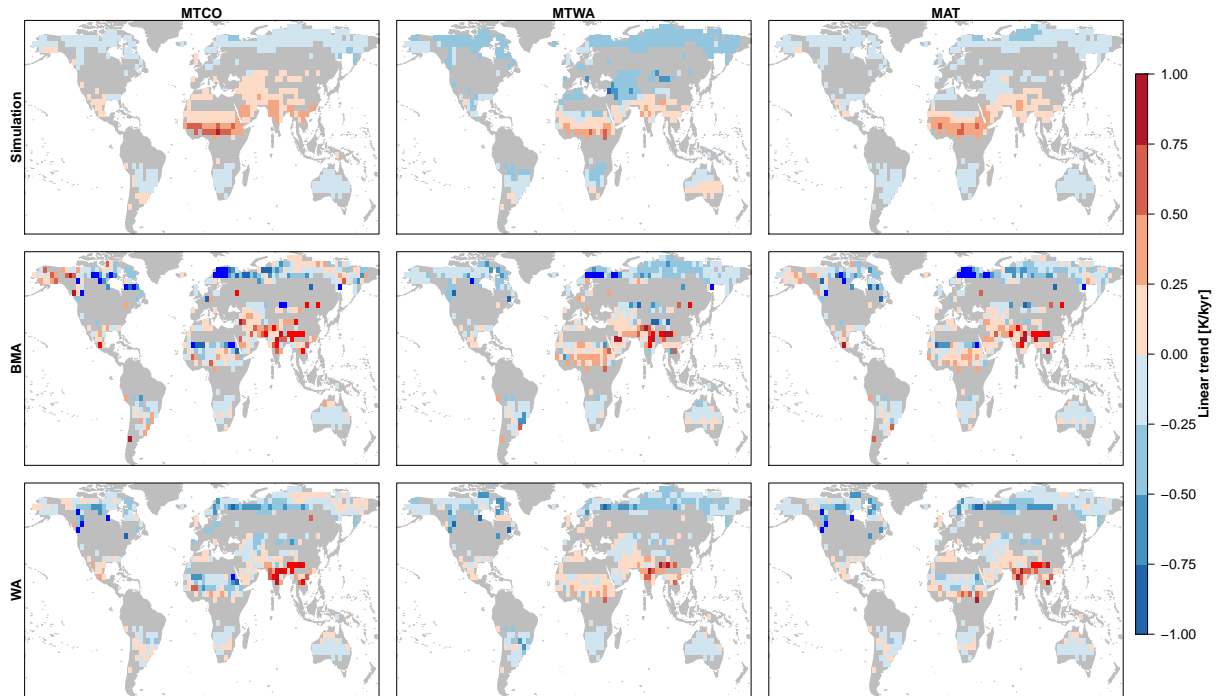 MTCO MTWA MAT
Simulation
BMA
WA
1.00
0.75
0.50
0.25
0.00
−0.25
−0.50
−0.75
−1.00
Linear trend [K/kyr]